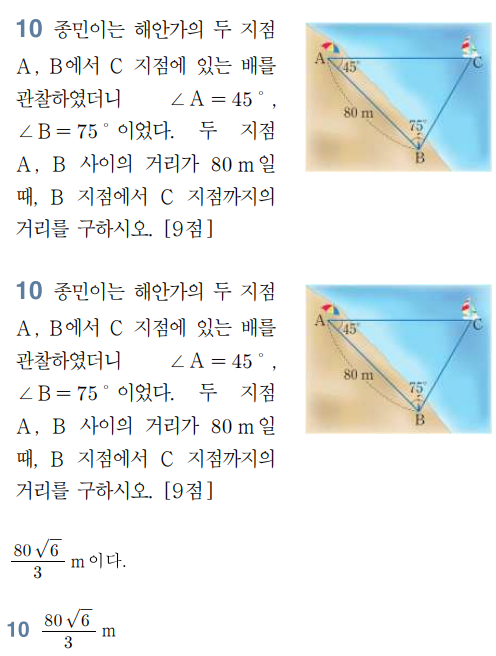 10 종민이는 해안가의 두 지점
A, B에서 C 지점에 있는 배를
관찰하였더니 ∠A=45°,
∠B=75°이었다. 두 지점
A, B 사이의 거리가 80 m일
때, B 지점에서 C 지점까지의
거리를 구하시오. [9점]
A
45°
C
80 m
75°
B
10 종민이는 해안가의 두 지점
A, B에서 C 지점에 있는 배를
관찰하였더니 ∠A=45°,
∠B=75°이었다. 두 지점
A, B 사이의 거리가 80 m일
때, B 지점에서 C 지점까지의
거리를 구하시오. [9점]
A
45°
C
80 m
75°
B
80√6/3 m이다.
10 80√6/3 m